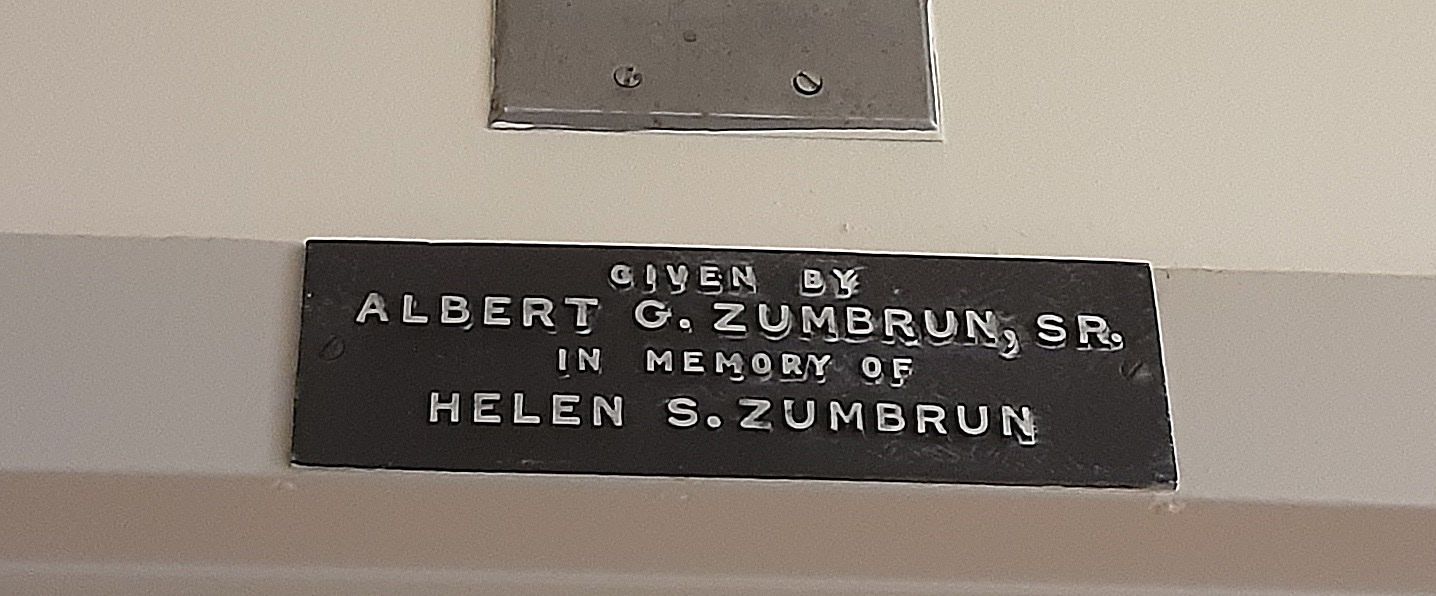 GIVEN BY
ALBERT G. ZUMBRUN, SR.
IN MEMORY OF
HELEN S. ZUMBRUN